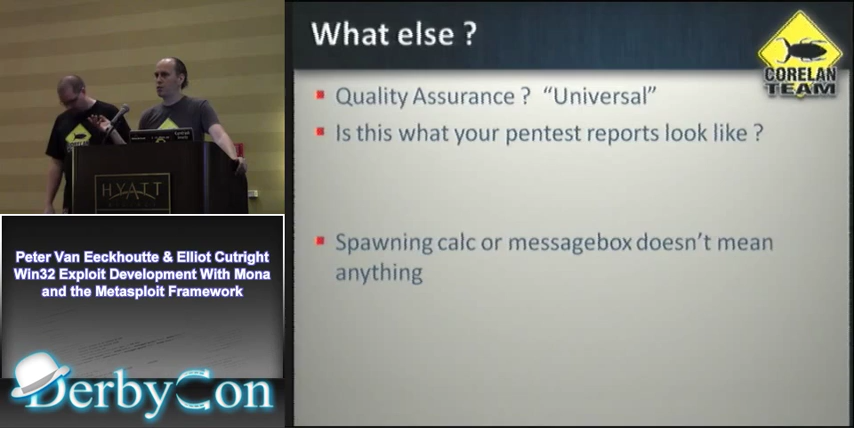 What else ?
CORELAN
TEAM
Quality Assurance ? “Universal”
Is this what your pentest reports look like ?
Spawning calc or messagebox doesn’t mean
anything
HYATT
Peter Van Eeckhoutte & Elliot Cutright
Win32 Exploit Development With Mona
and the Metasploit Framework
DerbyCon